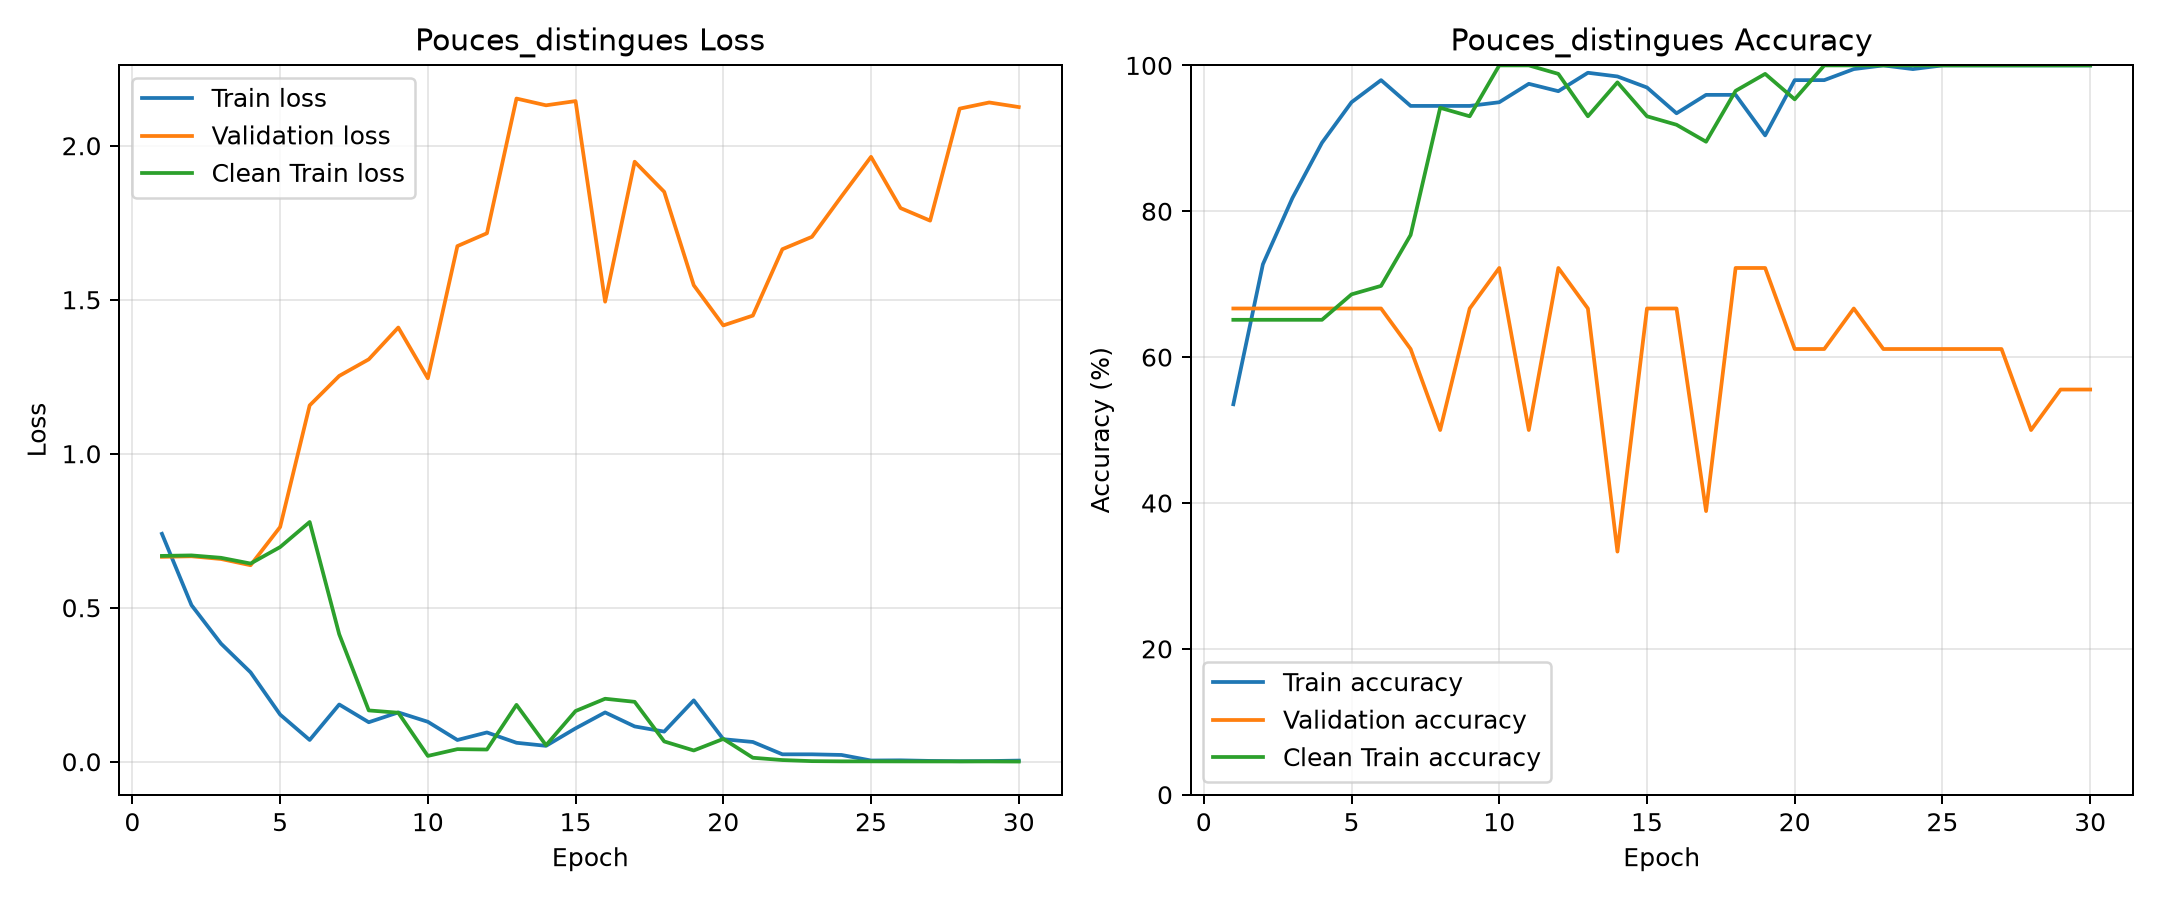 Pouces_distingues Loss
Train loss
Validation loss
Clean Train loss
Loss
2.0
1.5
1.0
0.5
0.0
0 5 10 15 20 25 30
Epoch
Pouces_distingues Accuracy
Accuracy (%)
100
80
60
40
20
0
Train accuracy
Validation accuracy
Clean Train accuracy
0 5 10 15 20 25 30
Epoch